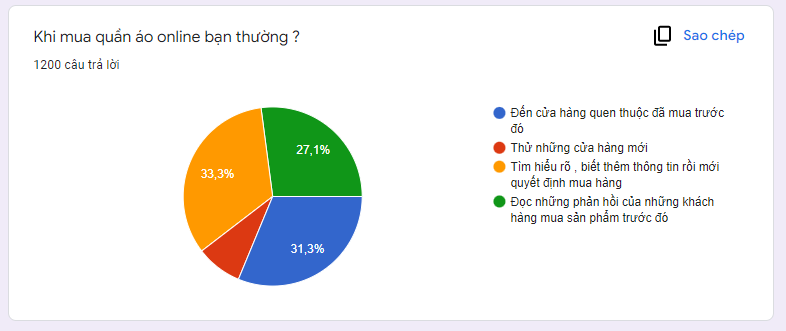 Khi mua quần áo online bạn thường ?
Sao chép
1200 câu trả lời
27,1%
33,3%
31,3%
Đến cửa hàng quen thuộc đã mua trước
đó
Thử những cửa hàng mới
Tìm hiểu rõ , biết thêm thông tin rồi mới
quyết định mua hàng
Đọc những phản hồi của những khách
hàng mua sản phẩm trước đó